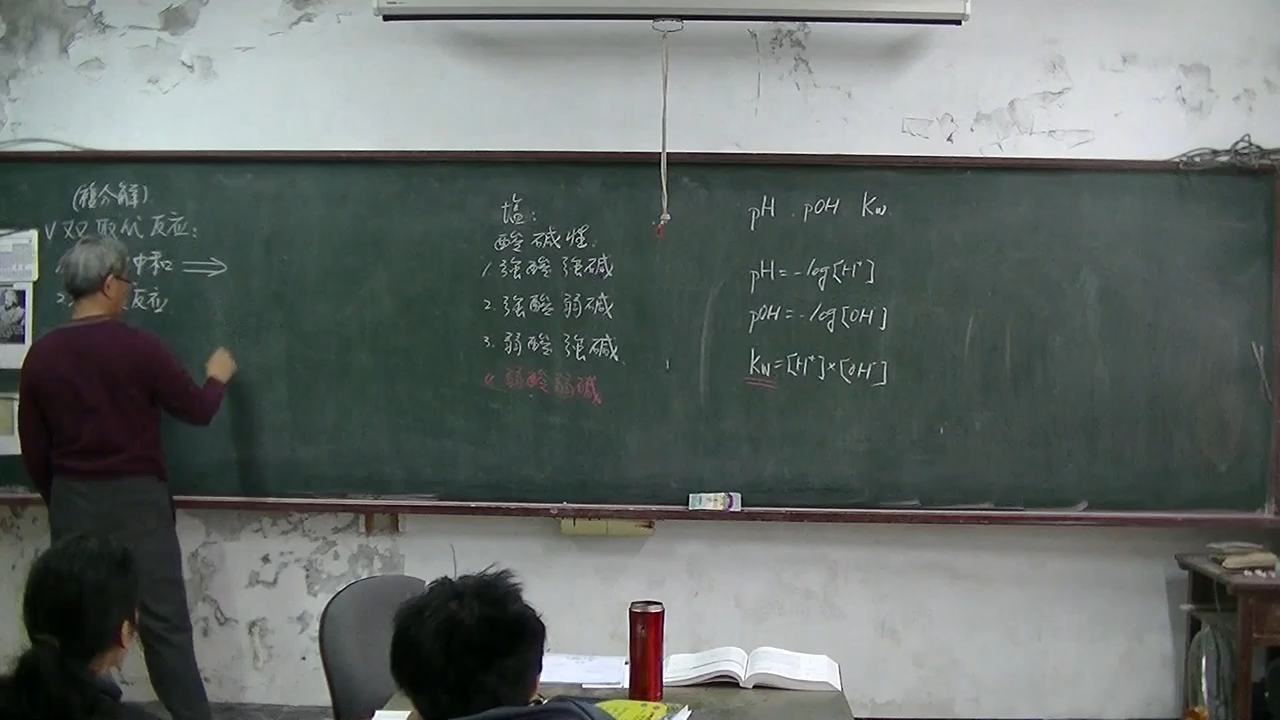 (複分解)
√双取代反应:
中和 ⟹
2. 反应
塩:
酸碱性.
1. 強酸 強碱
2. 強酸 弱碱
3. 弱酸 強碱
4. 弱酸 弱碱
pH . pOH Kw
pH = -log[H⁺]
pOH = -log[OH⁻]
Kw = [H⁺]×[OH⁻]